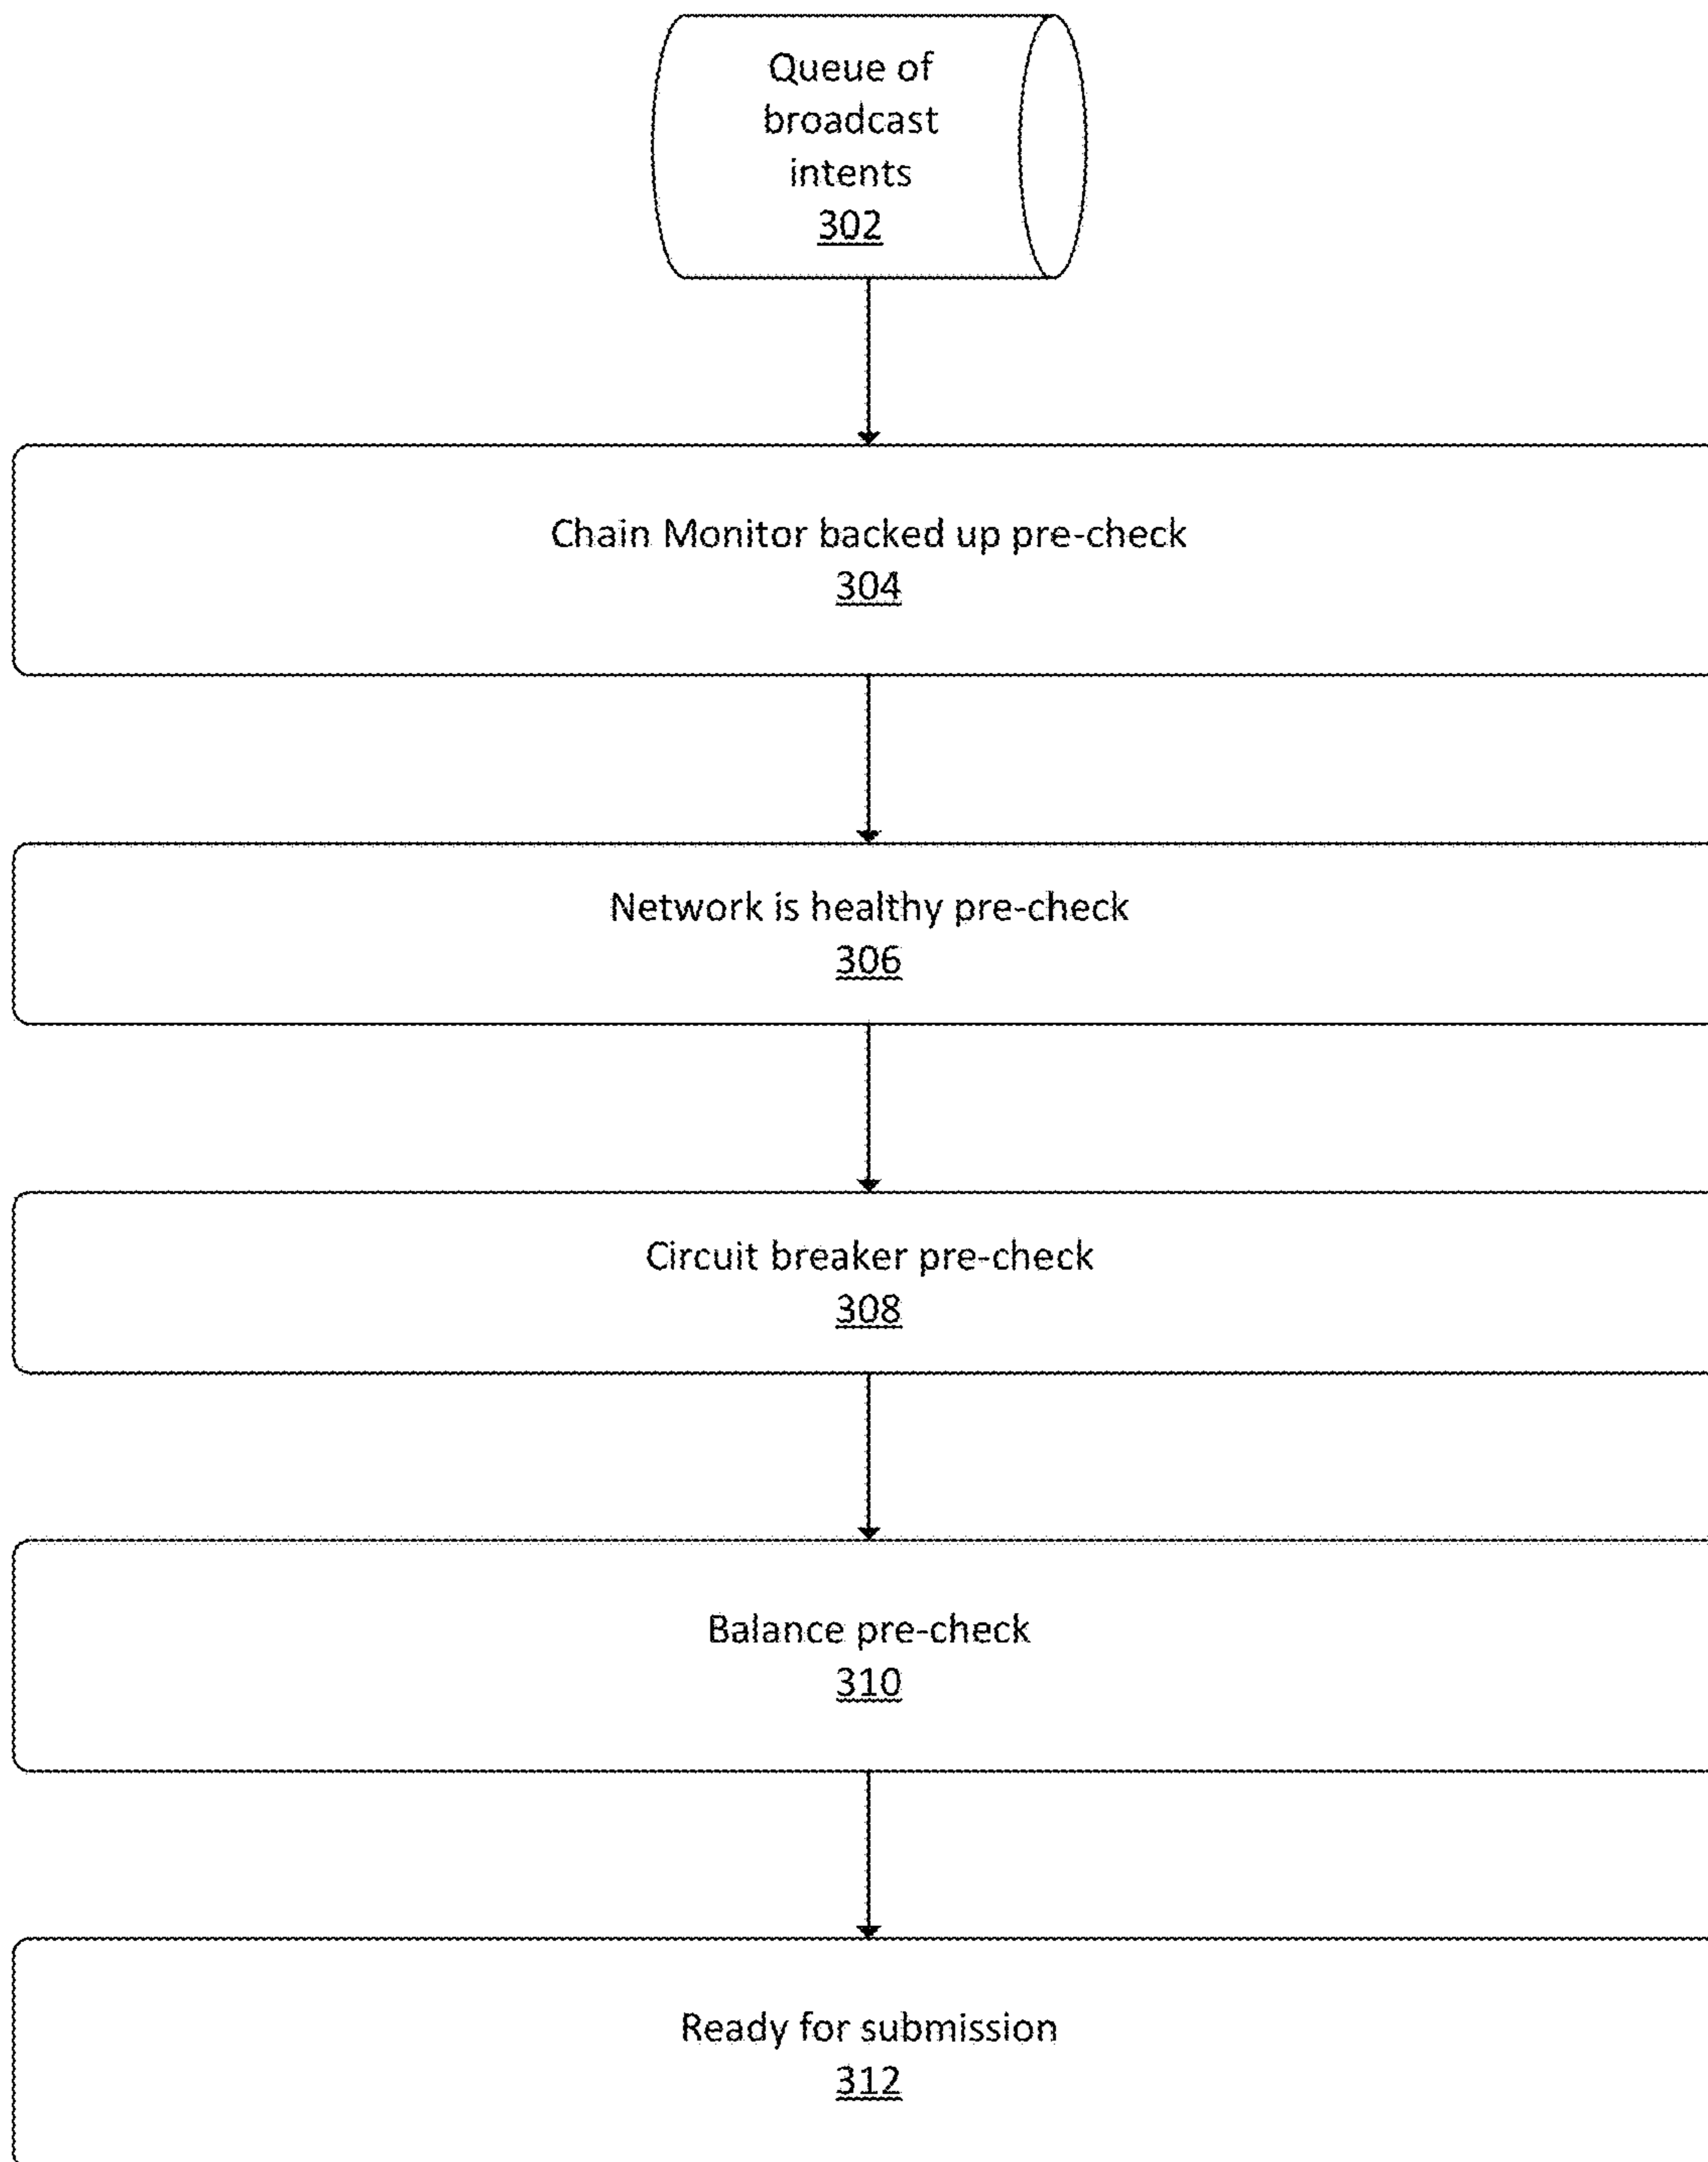 Queue of
broadcast
intents
302
Chain Monitor backed up pre-check
304
Network is healthy pre-check
306
Circuit breaker pre-check
308
Balance pre-check
310
Ready for submission
312